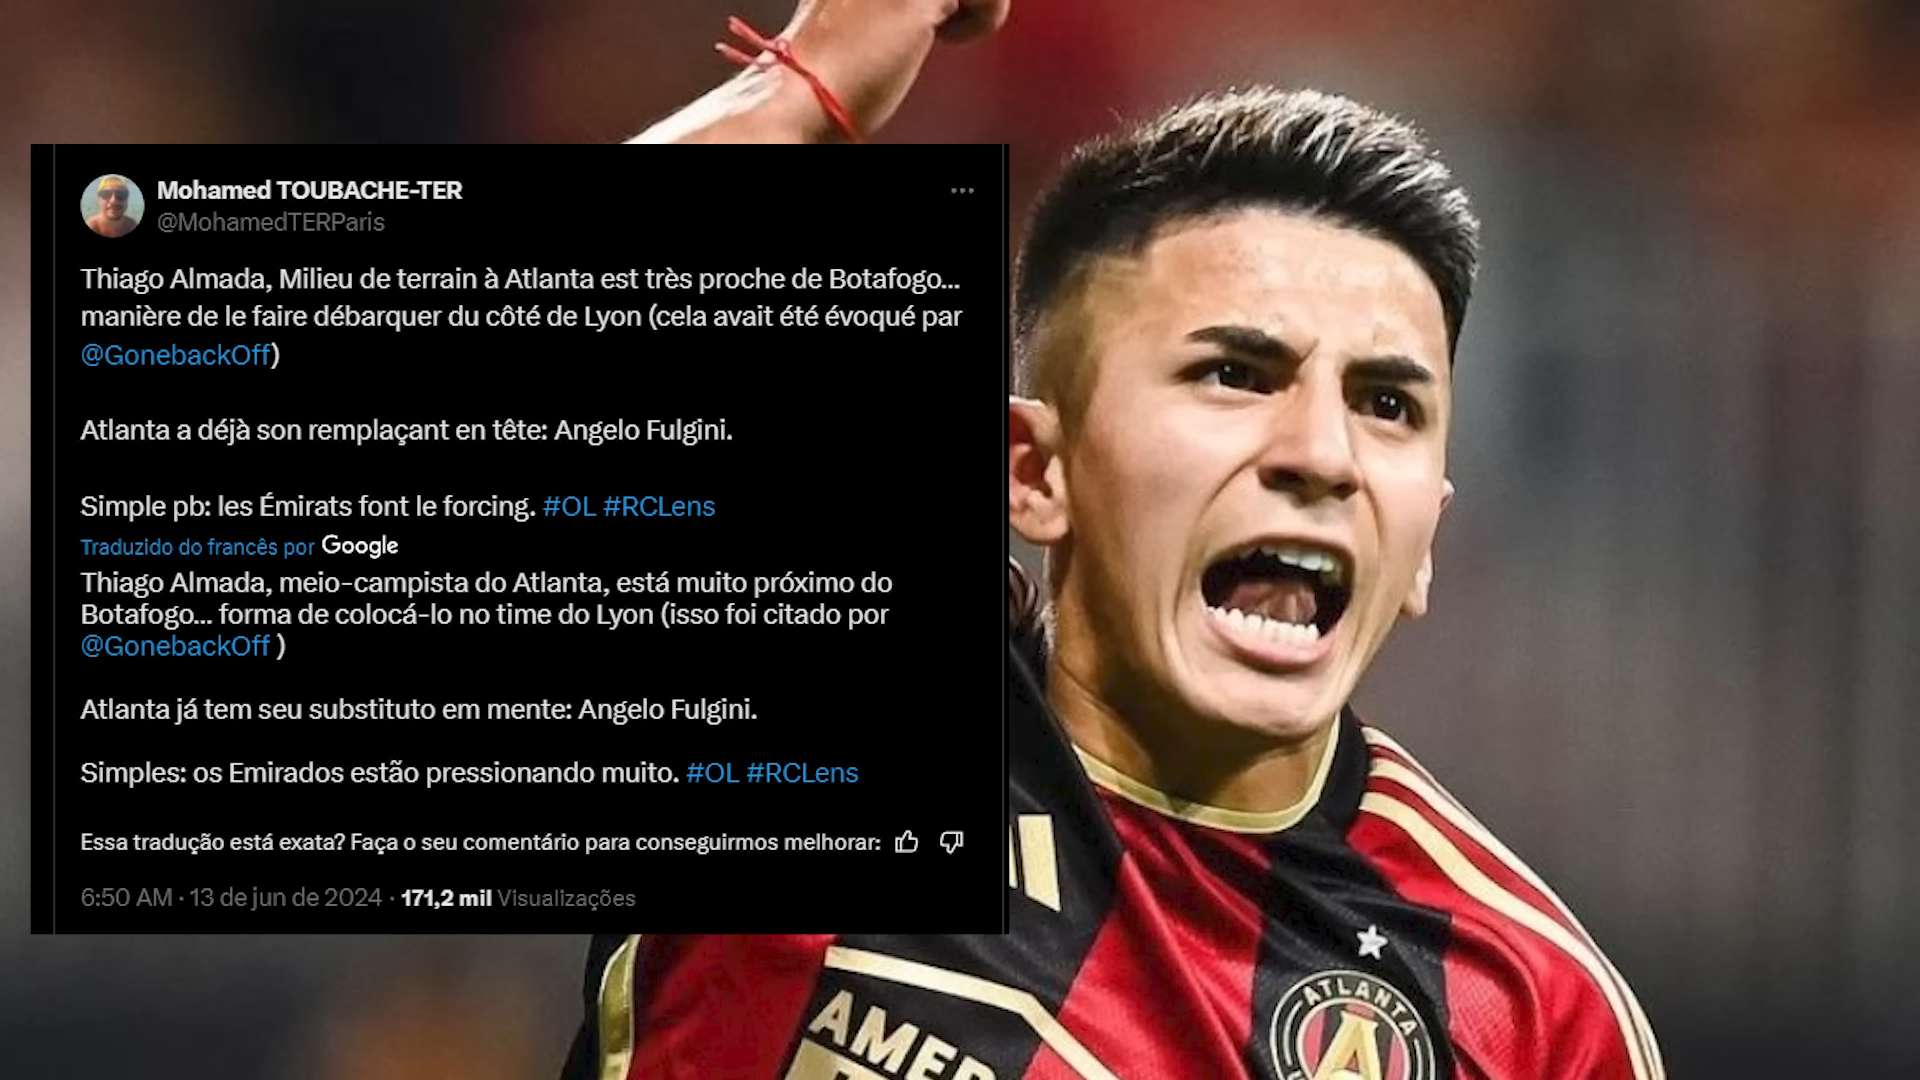 Mohamed TOUBACHE-TER
@MohamedTERParis
Thiago Almada, Milieu de terrain à Atlanta est très proche de Botafogo...
manière de le faire débarquer du côté de Lyon (cela avait été évoqué par
@GonebackOff)
Atlanta a déjà son remplaçant en tête: Angelo Fulgini.
Simple pb: les Émirats font le forcing. #OL #RCLens
Traduzido do francês por Google
Thiago Almada, meio-campista do Atlanta, está muito próximo do
Botafogo... forma de colocá-lo no time do Lyon (isso foi citado por
@GonebackOff )
Atlanta já tem seu substituto em mente: Angelo Fulgini.
Simples: os Emirados estão pressionando muito. #OL #RCLens
Essa tradução está exata? Faça o seu comentário para conseguirmos melhorar:
6:50 AM · 13 de jun de 2024 · 171,2 mil Visualizações
ATLANTA
A